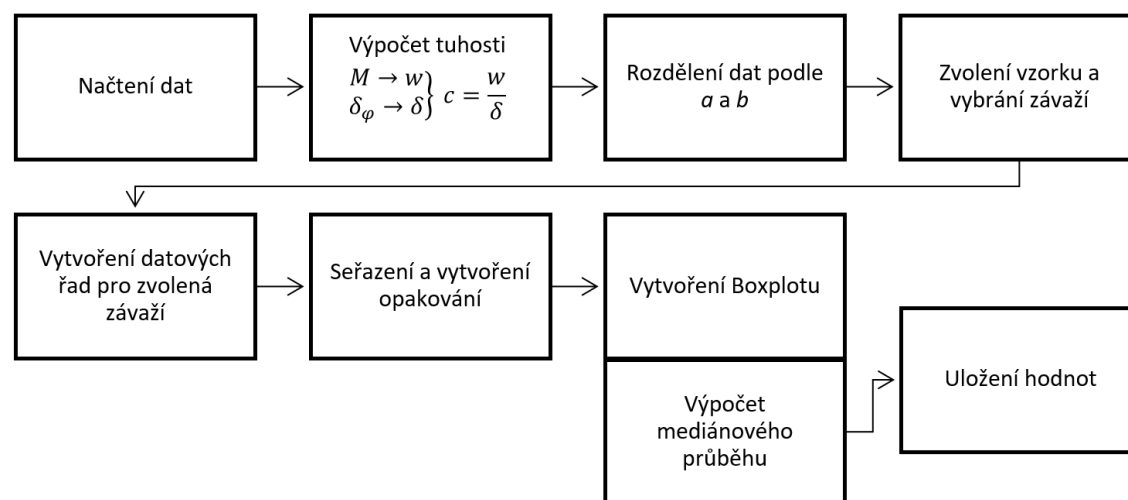 Načtení dat
Výpočet tuhosti
M → w
δφ → δ} c = w/δ
Rozdělení dat podle
a a b
Zvolení vzorku a
vybrání závaží
Vytvoření datových
řad pro zvolená
závaží
Seřazení a vytvoření
opakování
Vytvoření Boxplotu
Výpočet
mediánového
průběhu
Uložení hodnot